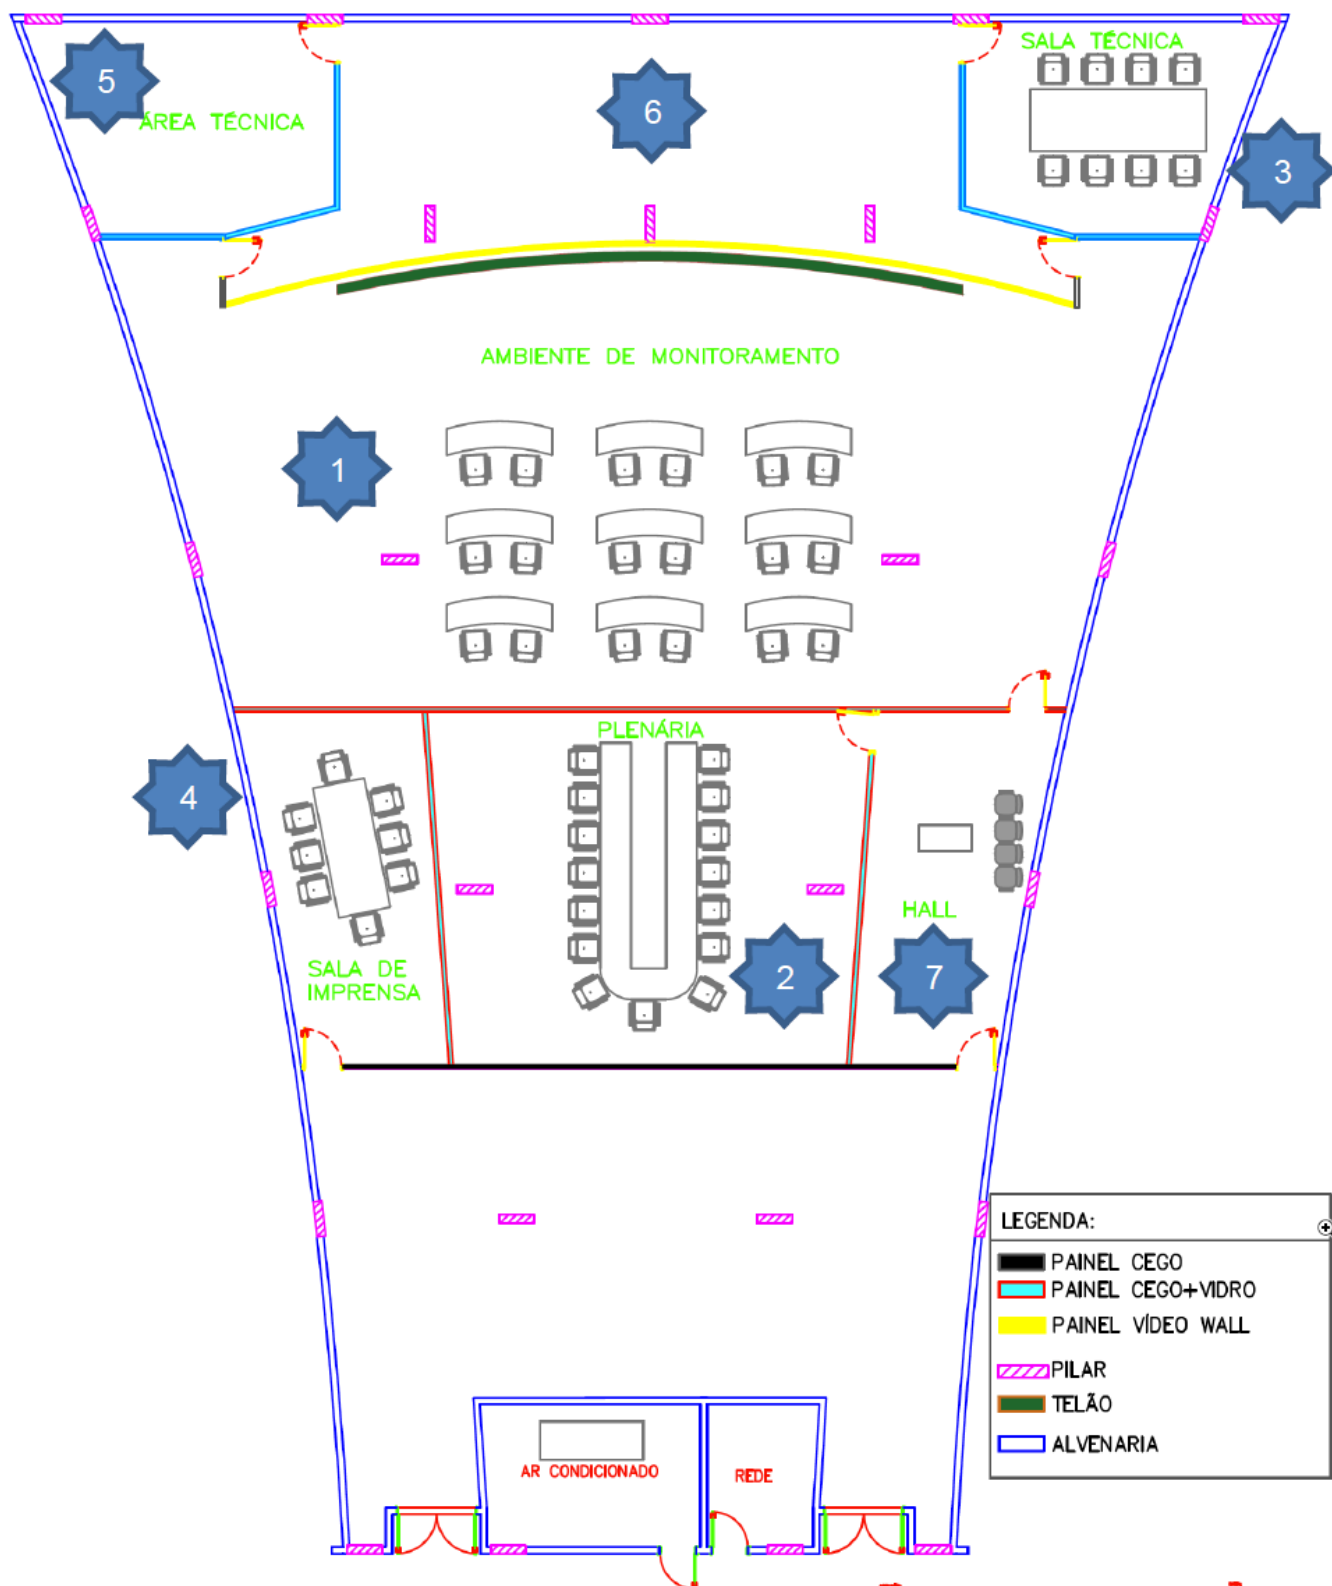 SALA TÉCNICA
5
6
ÁREA TÉCNICA
3
AMBIENTE DE MONITORAMENTO
1
PLENÁRIA
4
HALL
SALA DE
IMPRENSA
2
7
LEGENDA:
PAINEL CEGO
PAINEL CEGO+VIDRO
PAINEL VÍDEO WALL
PILAR
TELÃO
ALVENARIA
AR CONDICIONADO
REDE